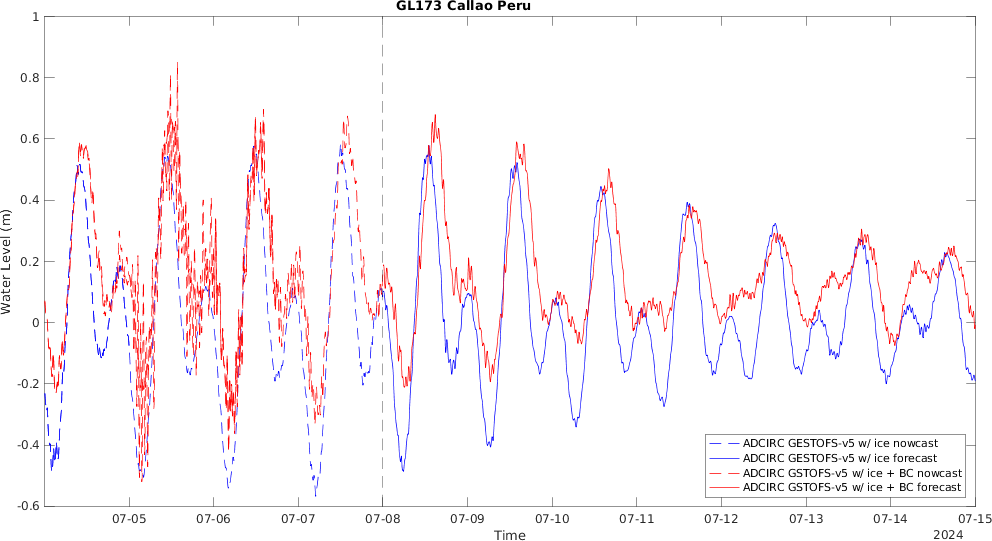 GL173 Callao Peru
1
0.8
0.6
0.4
0.2
0
-0.2
-0.4
-0.6
Water Level (m)
ADCIRC GESTOFS-v5 w/ ice nowcast
ADCIRC GESTOFS-v5 w/ ice forecast
ADCIRC GSTOFS-v5 w/ ice + BC nowcast
ADCIRC GSTOFS-v5 w/ ice + BC forecast
07-05 07-06 07-07 07-08 07-09 07-10 07-11 07-12 07-13 07-14 07-15
Time
2024